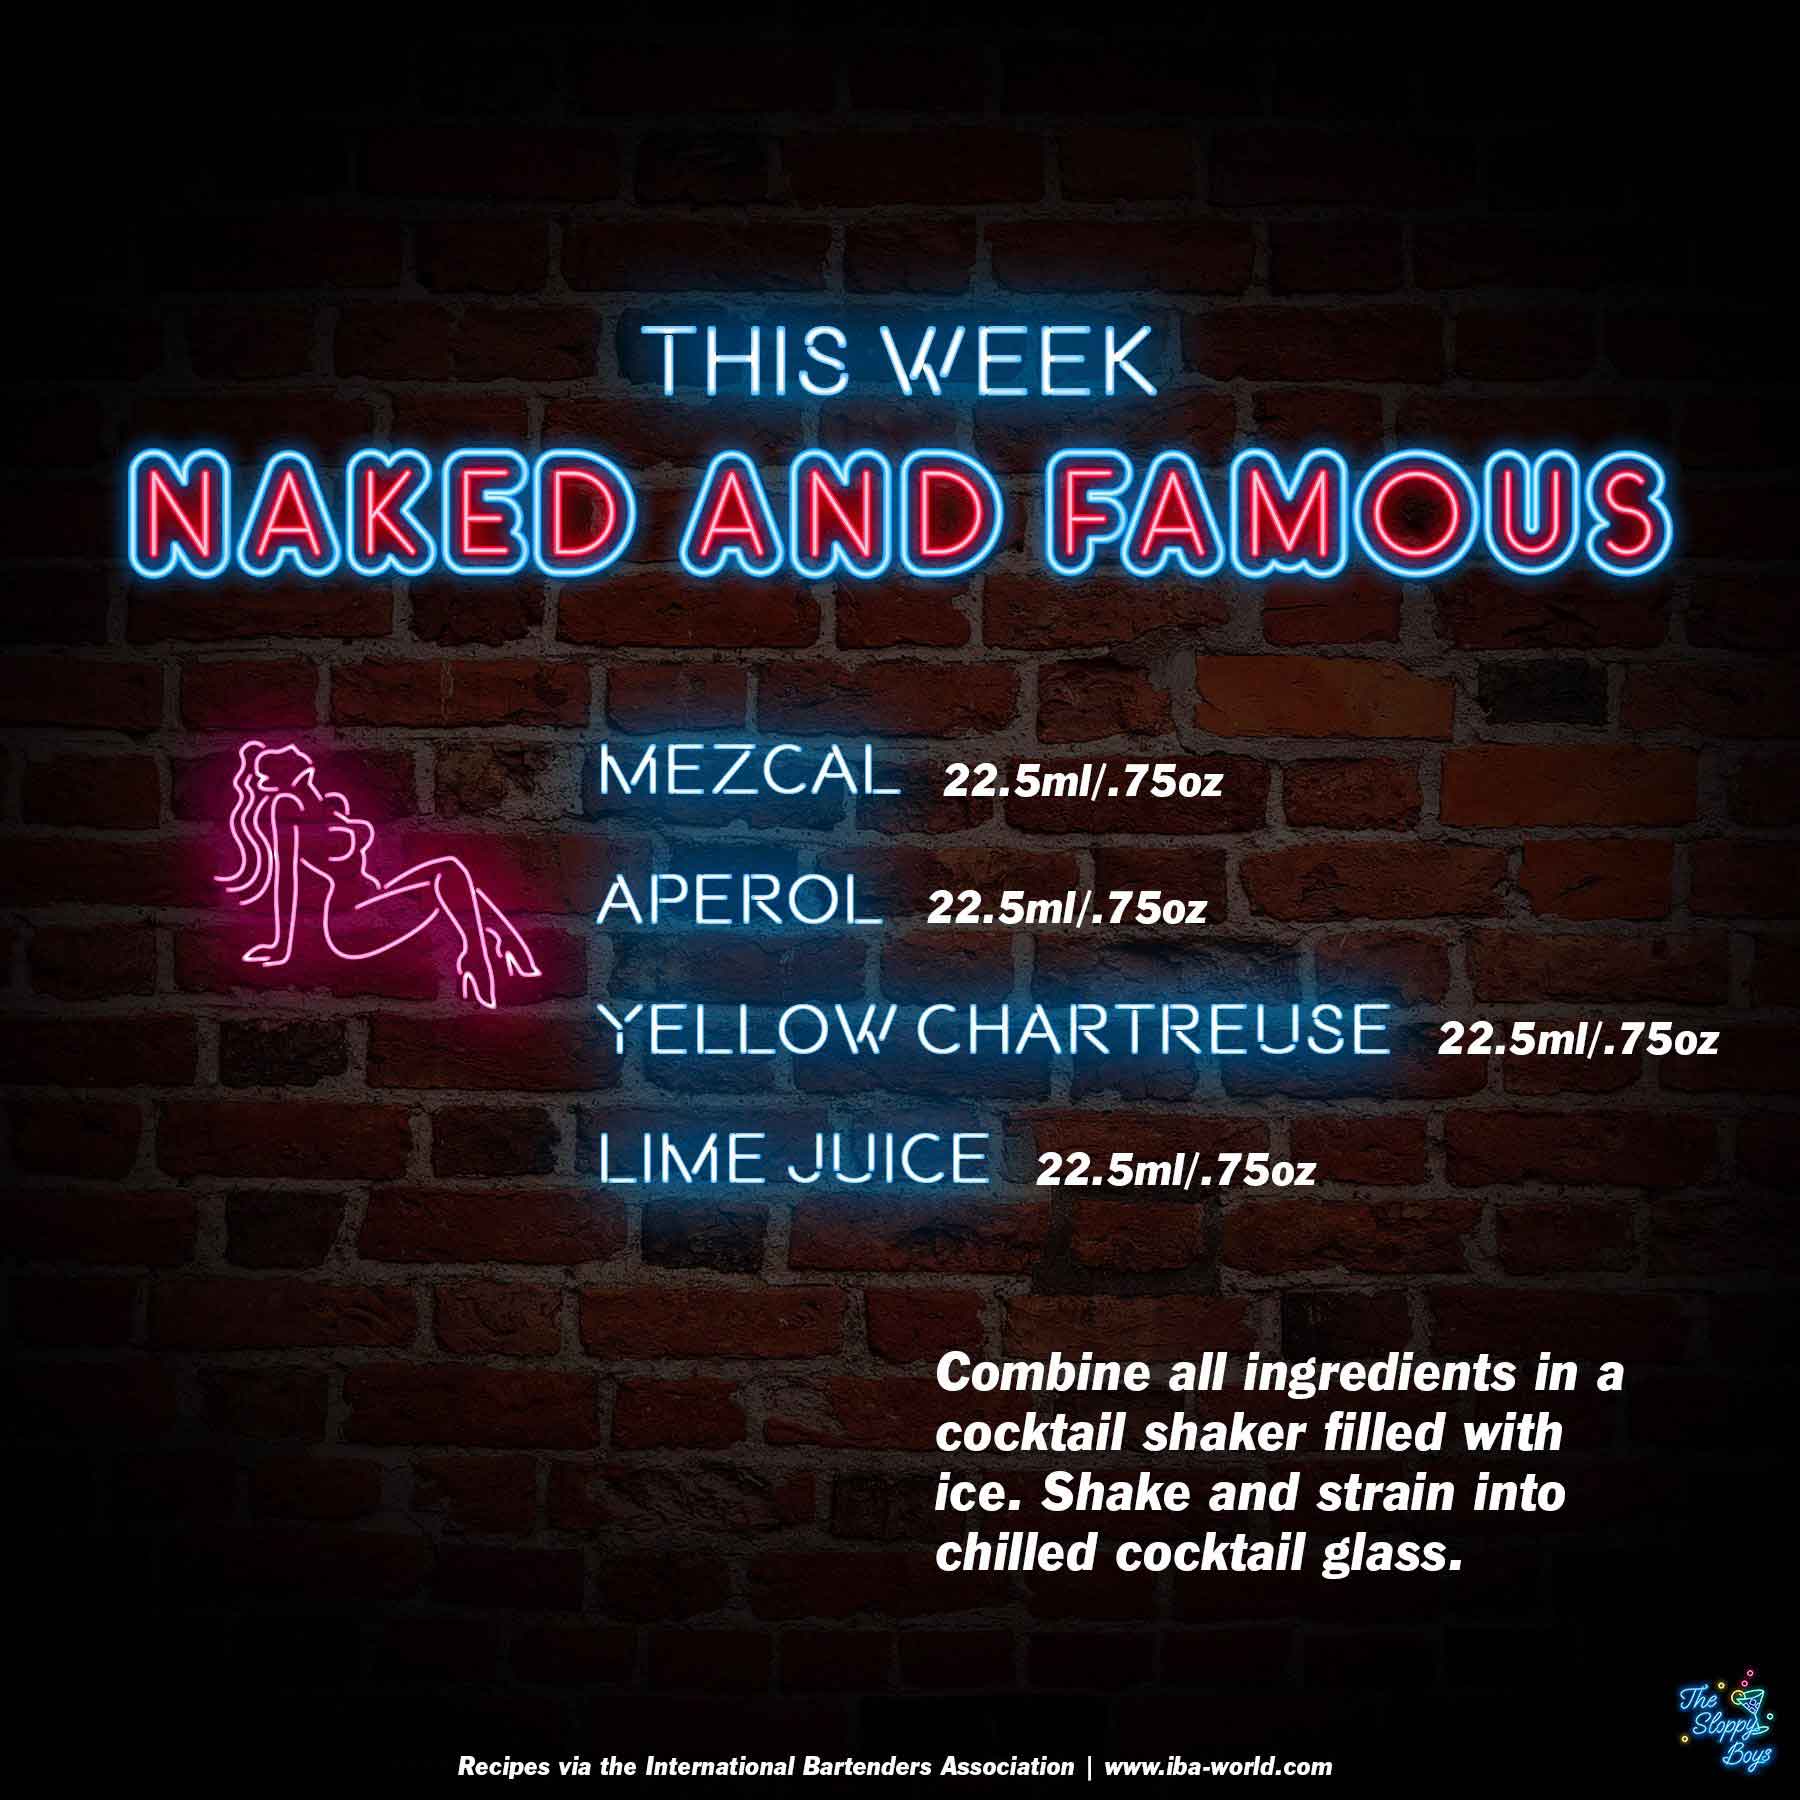 THIS WEEK
NAKED AND FAMOUS
MEZCAL 22.5ml/.75oz
APEROL 22.5ml/.75oz
YELLOW CHARTREUSE 22.5ml/.75oz
LIME JUICE 22.5ml/.75oz
Combine all ingredients in a
cocktail shaker filled with
ice. Shake and strain into
chilled cocktail glass.
The
Sloppy
Boys
Recipes via the International Bartenders Association | www.iba-world.com